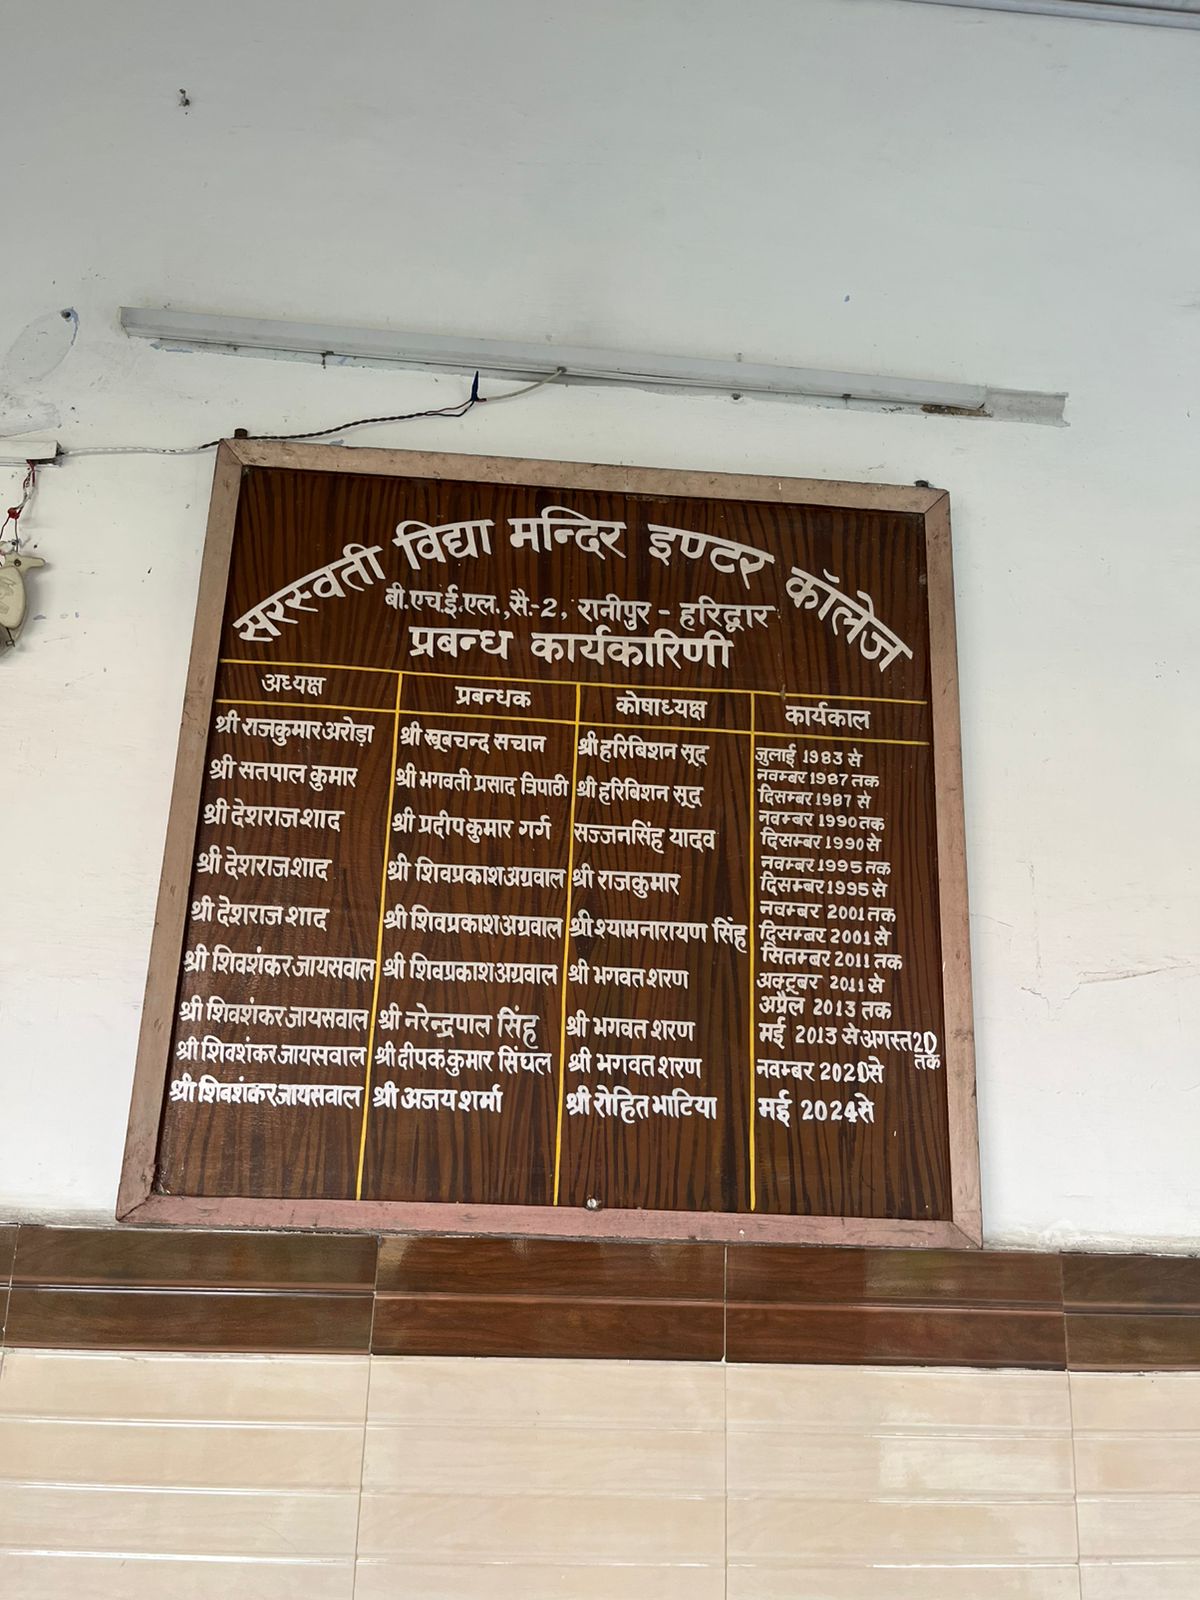 सरस्वती विद्या मन्दिर इण्टर कॉलेज
बी.एच.ई.एल.,सै.-2, रानीपुर - हरिद्वार
प्रबन्ध कार्यकारिणी
अध्यक्ष प्रबन्धक कोषाध्यक्ष कार्यकाल
श्री राजकुमार अरोड़ा श्री खूबचन्द सचान श्री हरिबिशन सूद जुलाई 1983 से
नवम्बर 1987 तक
श्री सतपाल कुमार श्री भगवती प्रसाद त्रिपाठी श्री हरिबिशन सूद दिसम्बर 1987 से
नवम्बर 1990 तक
श्री देशराज शाद श्री प्रदीप कुमार गर्ग सज्जनसिंह यादव दिसम्बर 1990 से
नवम्बर 1995 तक
श्री देशराज शाद श्री शिवप्रकाश अग्रवाल श्री राजकुमार दिसम्बर 1995 से
नवम्बर 2001 तक
श्री देशराज शाद श्री शिवप्रकाश अग्रवाल श्री श्यामनारायण सिंह दिसम्बर 2001 से
सितम्बर 2011 तक
श्री शिवशंकर जायसवाल श्री शिवप्रकाश अग्रवाल श्री भगवत शरण अक्टूबर 2011 से
अप्रैल 2013 तक
श्री शिवशंकर जायसवाल श्री नरेन्द्रपाल सिंह श्री भगवत शरण मई 2013 से अगस्त 20
तक
श्री शिवशंकर जायसवाल श्री दीपक कुमार सिंघल श्री भगवत शरण नवम्बर 2020 से
श्री शिवशंकर जायसवाल श्री अजय शर्मा श्री रोहित भाटिया मई 2024 से